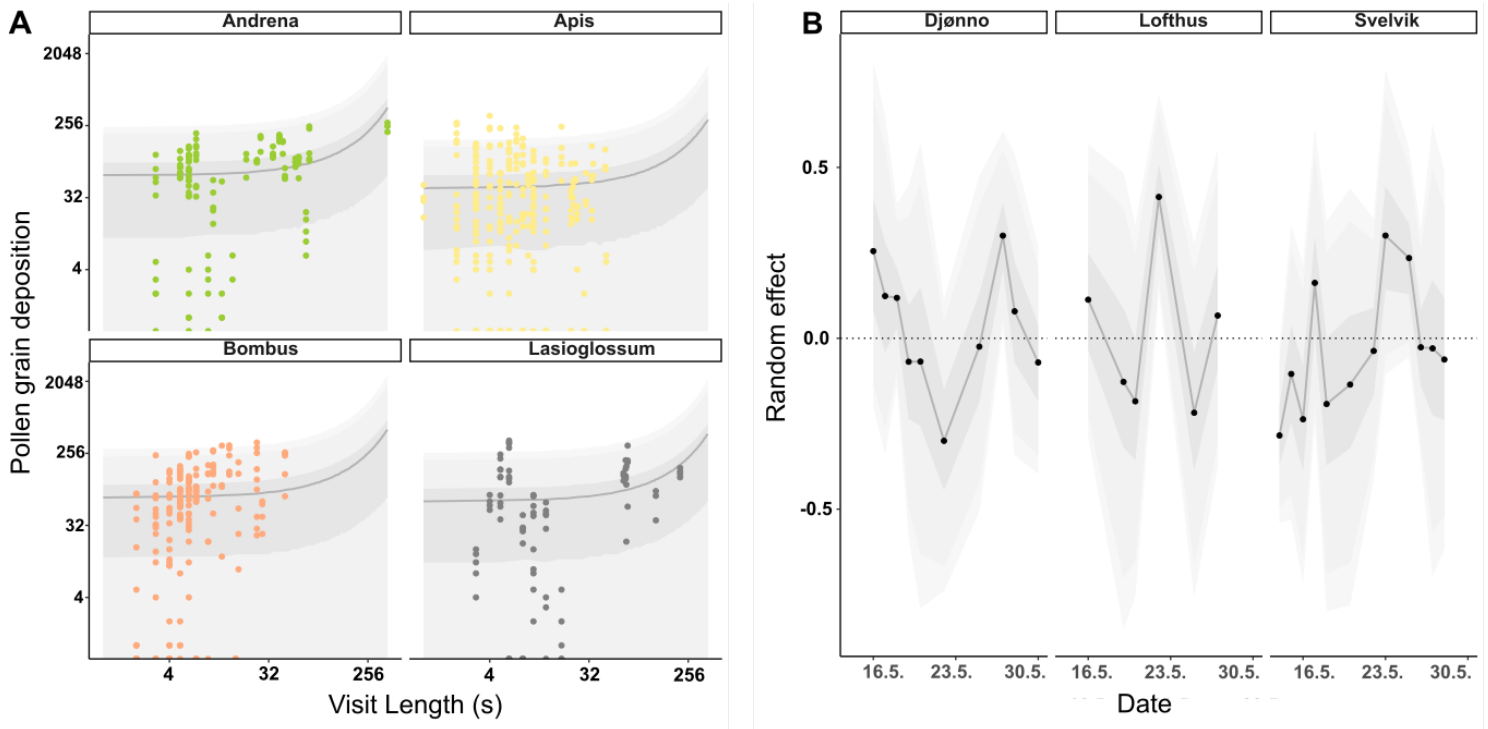 A
Andrena
Apis
2048
256
32
4
Bombus
Lasioglossum
2048
256
32
4
4
32
256
4
32
256
Pollen grain deposition
Visit Length (s)
B
Djønno
Lofthus
Svelvik
0.5
0.0
-0.5
Random effect
16.5.
23.5.
30.5.
16.5.
23.5.
30.5.
16.5.
23.5.
30.5.
Date